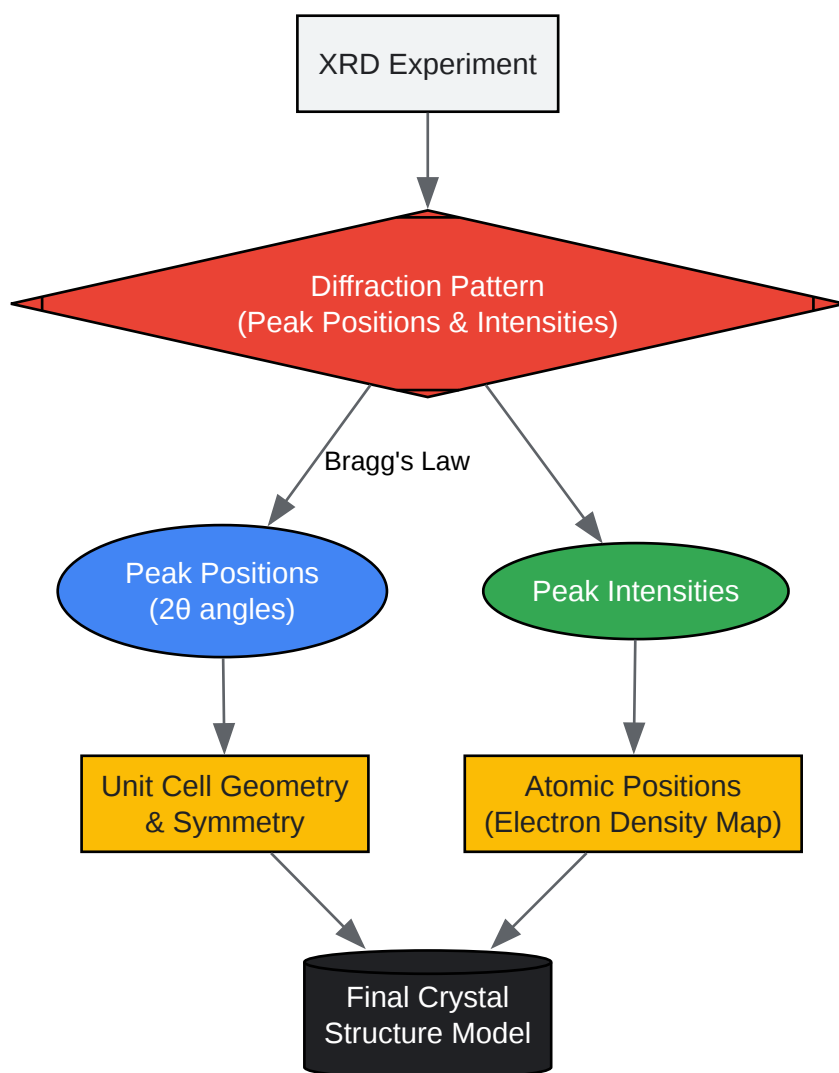 XRD Experiment
Diffraction Pattern
(Peak Positions & Intensities)
Bragg's Law
Peak Positions
(2θ angles)
Peak Intensities
Unit Cell Geometry
& Symmetry
Atomic Positions
(Electron Density Map)
Final Crystal
Structure Model